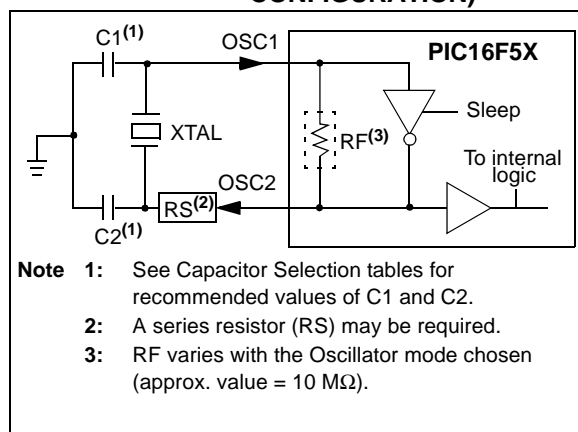 CONFIGURATION)
C1(1)
OSC1
PIC16F5X
Sleep
XTAL
RF(3)
To internal
logic
OSC2
RS(2)
C2(1)
Note 1: See Capacitor Selection tables for
recommended values of C1 and C2.
2: A series resistor (RS) may be required.
3: RF varies with the Oscillator mode chosen
(approx. value = 10 MΩ).